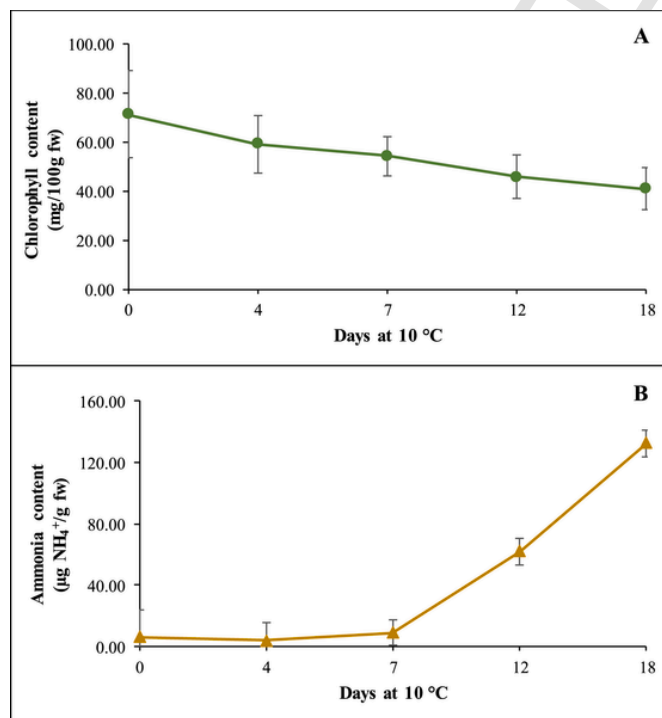 A
100.00
80.00
60.00
40.00
20.00
0.00
Chlorophyll content
(mg/100g fw)
0 4 7 12 18
Days at 10 °C
B
160.00
120.00
80.00
40.00
0.00
Ammonia content
(µg NH₄⁺/g fw)
0 4 7 12 18
Days at 10 °C